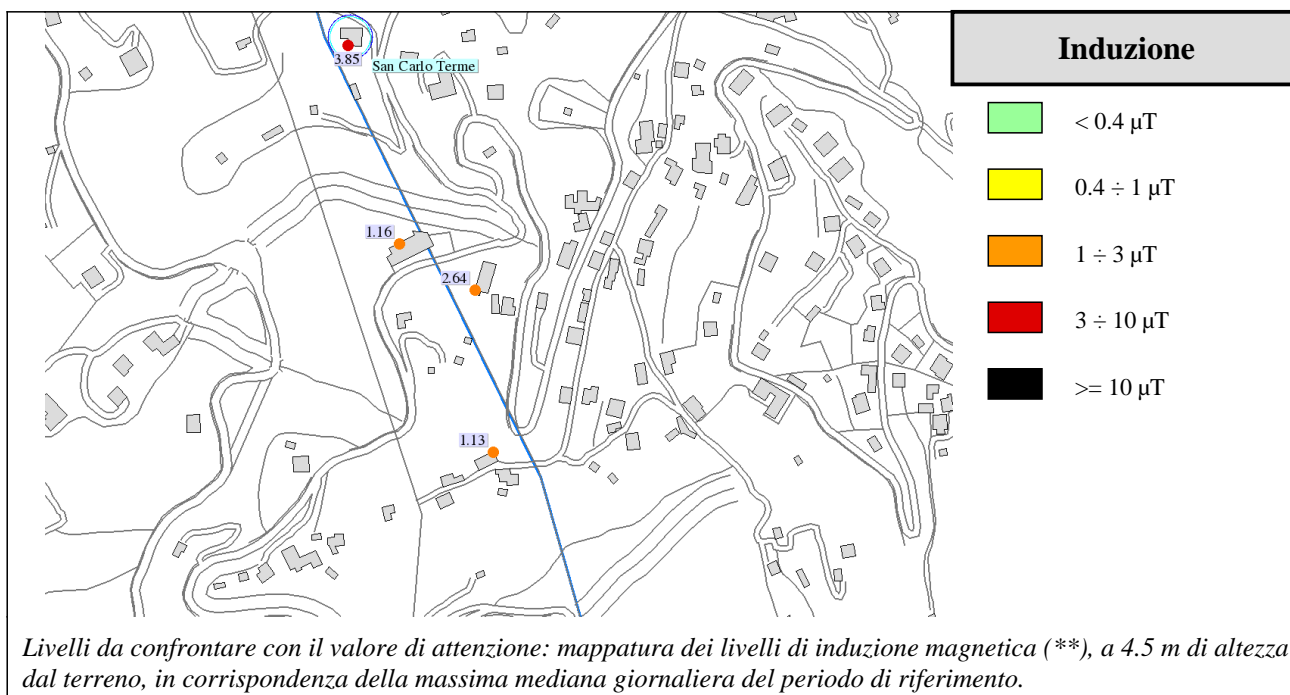 Induzione
3.85
San Carlo Terme
< 0.4 µT
0.4 ÷ 1 µT
1.16
1 ÷ 3 µT
2.64
3 ÷ 10 µT
>= 10 µT
1.13
Livelli da confrontare con il valore di attenzione: mappatura dei livelli di induzione magnetica (**), a 4.5 m di altezza
dal terreno, in corrispondenza della massima mediana giornaliera del periodo di riferimento.